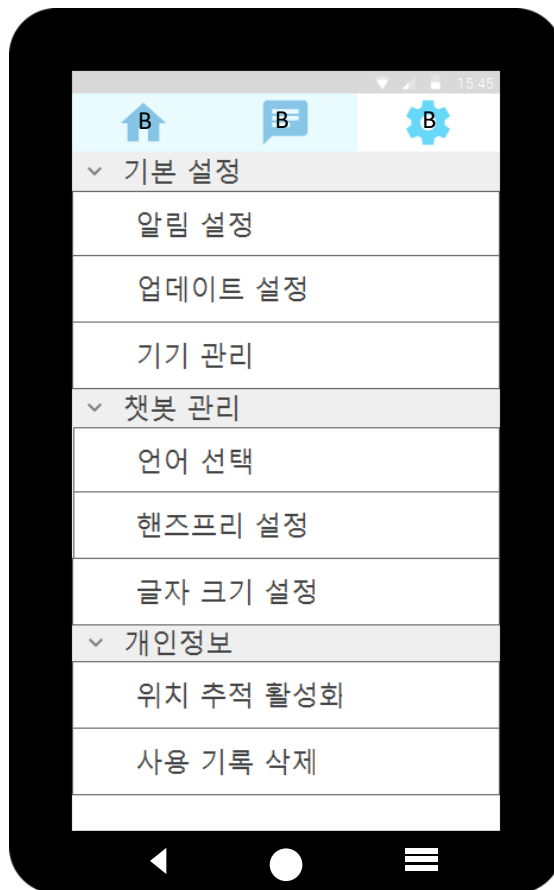 15:45
B B B
기본 설정
알림 설정
업데이트 설정
기기 관리
챗봇 관리
언어 선택
핸즈프리 설정
글자 크기 설정
개인정보
위치 추적 활성화
사용 기록 삭제